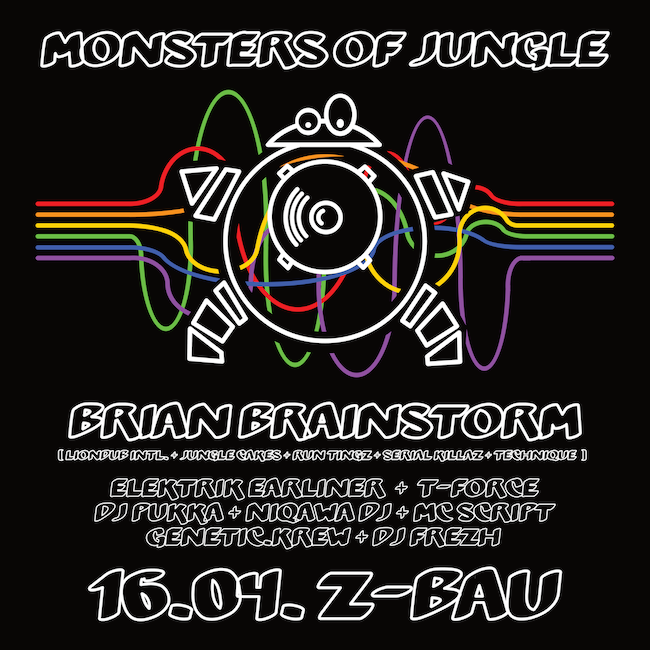 MONSTERS OF JUNGLE
BRIAN BRAINSTORM
[ LIONDUB INTL. + JUNGLE CAKES + RUN TINGZ + SERIAL KILLAZ + TECHNIQUE ]
ELEKTRIK EARLINER + T-FORCE
DJ PUKKA + NIQAWA DJ + MC SCRIPT
GENETIC.KREW + DJ FREZH
16.04. Z-BAU